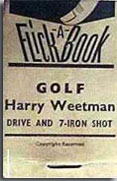 FLICK-A-BOOK
GOLF
Harry Weetman
DRIVE AND 7-IRON SHOT
Copyright Reserved